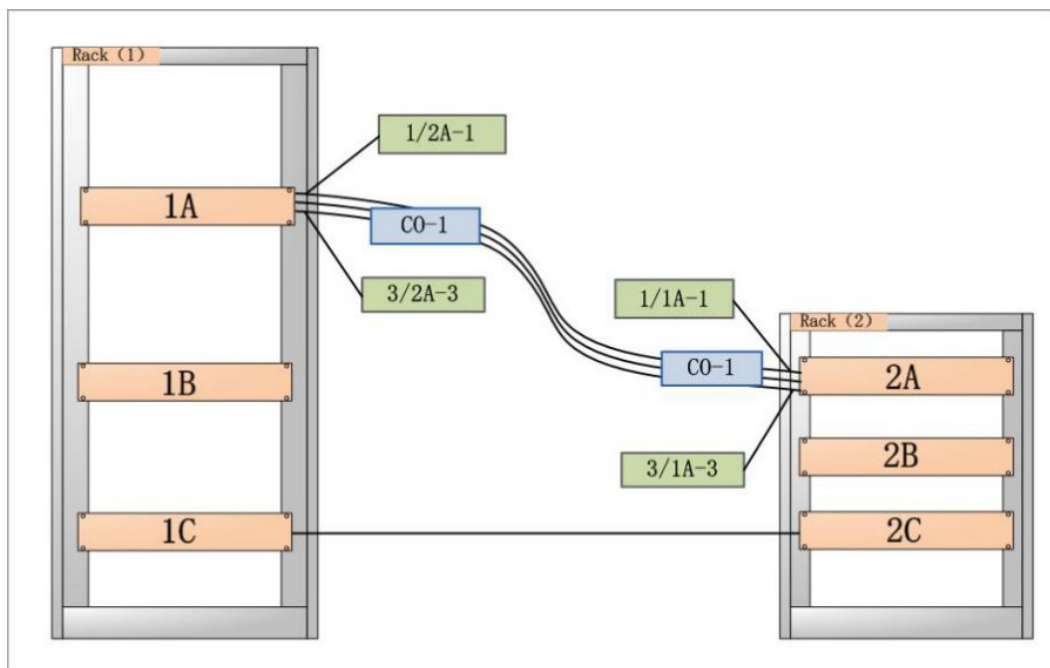 Rack (1)
1/2A-1
1A
CO-1
3/2A-3
1/1A-1
Rack (2)
1B
CO-1
2A
3/1A-3
2B
1C
2C